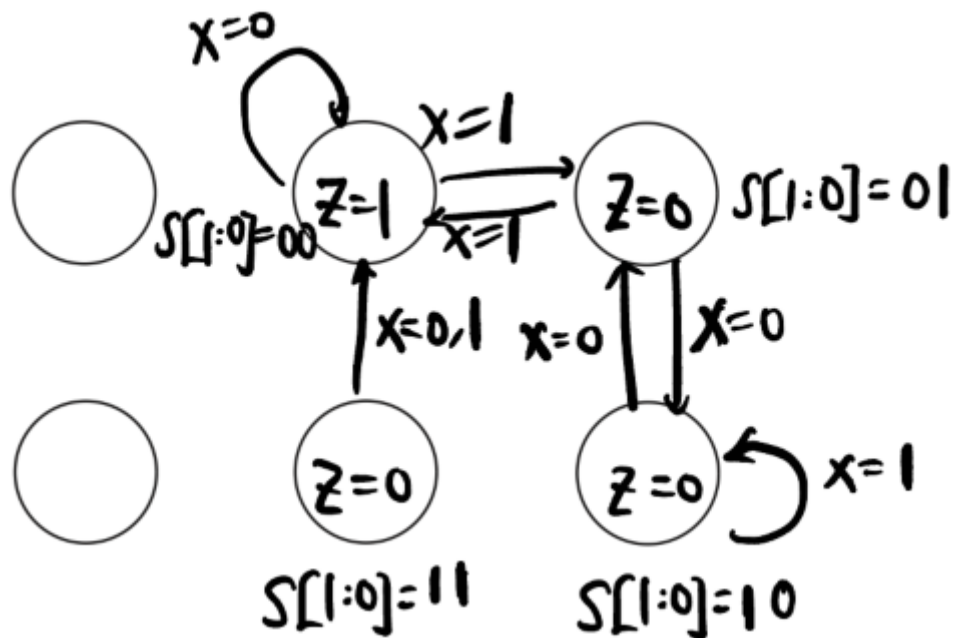 X=0
X=1
Z=1
Z=0
S[1:0]=01
S[1:0]=00
X=1
X=0,1
X=0
X=0
Z=0
Z=0
X=1
S[1:0]=11
S[1:0]=10